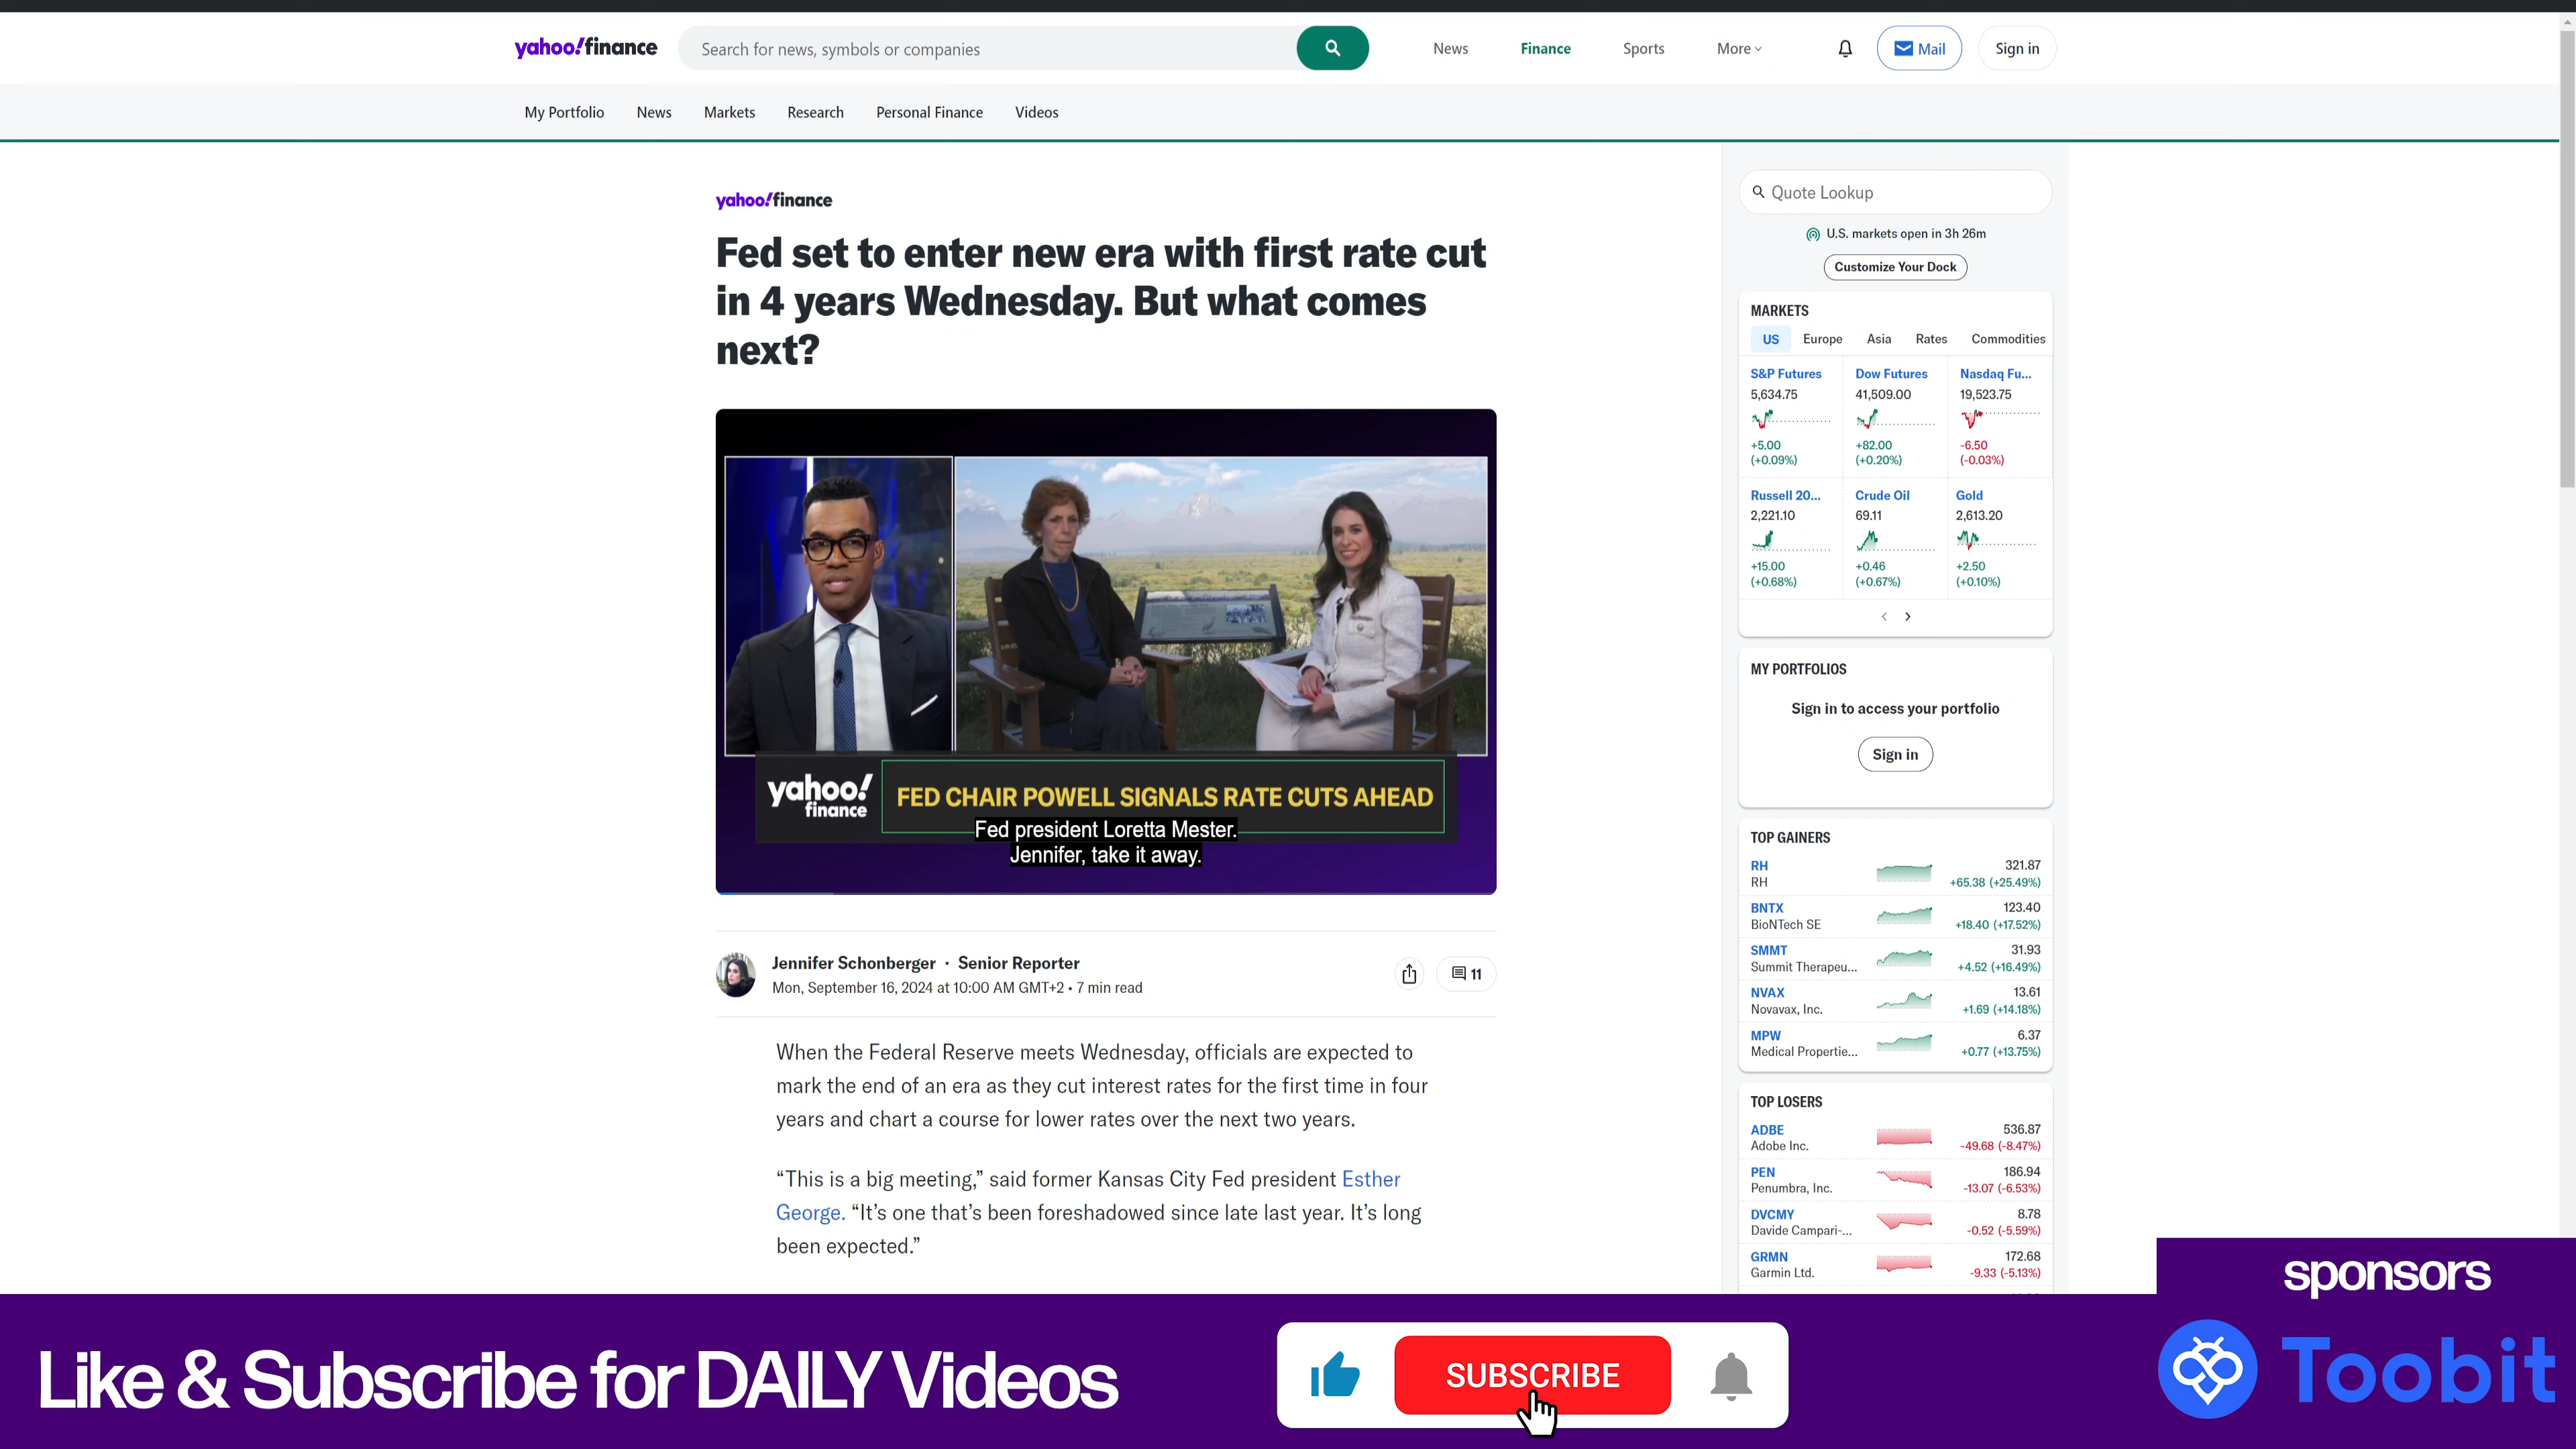 yahoo!finance
Search for news, symbols or companies
News
Finance
Sports
More
Mail
Sign in
My Portfolio
News
Markets
Research
Personal Finance
Videos
yahoo!finance
Fed set to enter new era with first rate cut
in 4 years Wednesday. But what comes
next?
yahoo!
finance
FED CHAIR POWELL SIGNALS RATE CUTS AHEAD
Fed president Loretta Mester.
Jennifer, take it away.
Jennifer Schonberger · Senior Reporter
Mon, September 16, 2024 at 10:00 AM GMT+2 • 7 min read
11
When the Federal Reserve meets Wednesday, officials are expected to
mark the end of an era as they cut interest rates for the first time in four
years and chart a course for lower rates over the next two years.
“This is a big meeting,” said former Kansas City Fed president Esther
George. “It’s one that’s been foreshadowed since late last year. It’s long
been expected.”
Quote Lookup
U.S. markets open in 3h 26m
Customize Your Dock
MARKETS
US Europe Asia Rates Commodities
S&P Futures
5,634.75
+5.00
(+0.09%)
Dow Futures
41,509.00
+82.00
(+0.20%)
Nasdaq Fu...
19,523.75
-6.50
(-0.03%)
Russell 20...
2,221.10
+15.00
(+0.68%)
Crude Oil
69.11
+0.46
(+0.67%)
Gold
2,613.20
+2.50
(+0.10%)
MY PORTFOLIOS
Sign in to access your portfolio
Sign in
TOP GAINERS
RH 321.87
RH +65.38 (+25.49%)
BNTX 123.40
BioNTech SE +18.40 (+17.52%)
SMMT 31.93
Summit Therapeu... +4.52 (+16.49%)
NVAX 13.61
Novavax, Inc. +1.69 (+14.18%)
MPW 6.37
Medical Propertie... +0.77 (+13.75%)
TOP LOSERS
ADBE 536.87
Adobe Inc. -49.68 (-8.47%)
PEN 186.94
Penumbra, Inc. -13.07 (-6.53%)
DVCMY 8.78
Davide Campari-... -0.52 (-5.59%)
GRMN 172.68
Garmin Ltd. -9.33 (-5.13%)
Like & Subscribe for DAILY Videos
SUBSCRIBE
sponsors
Toobit